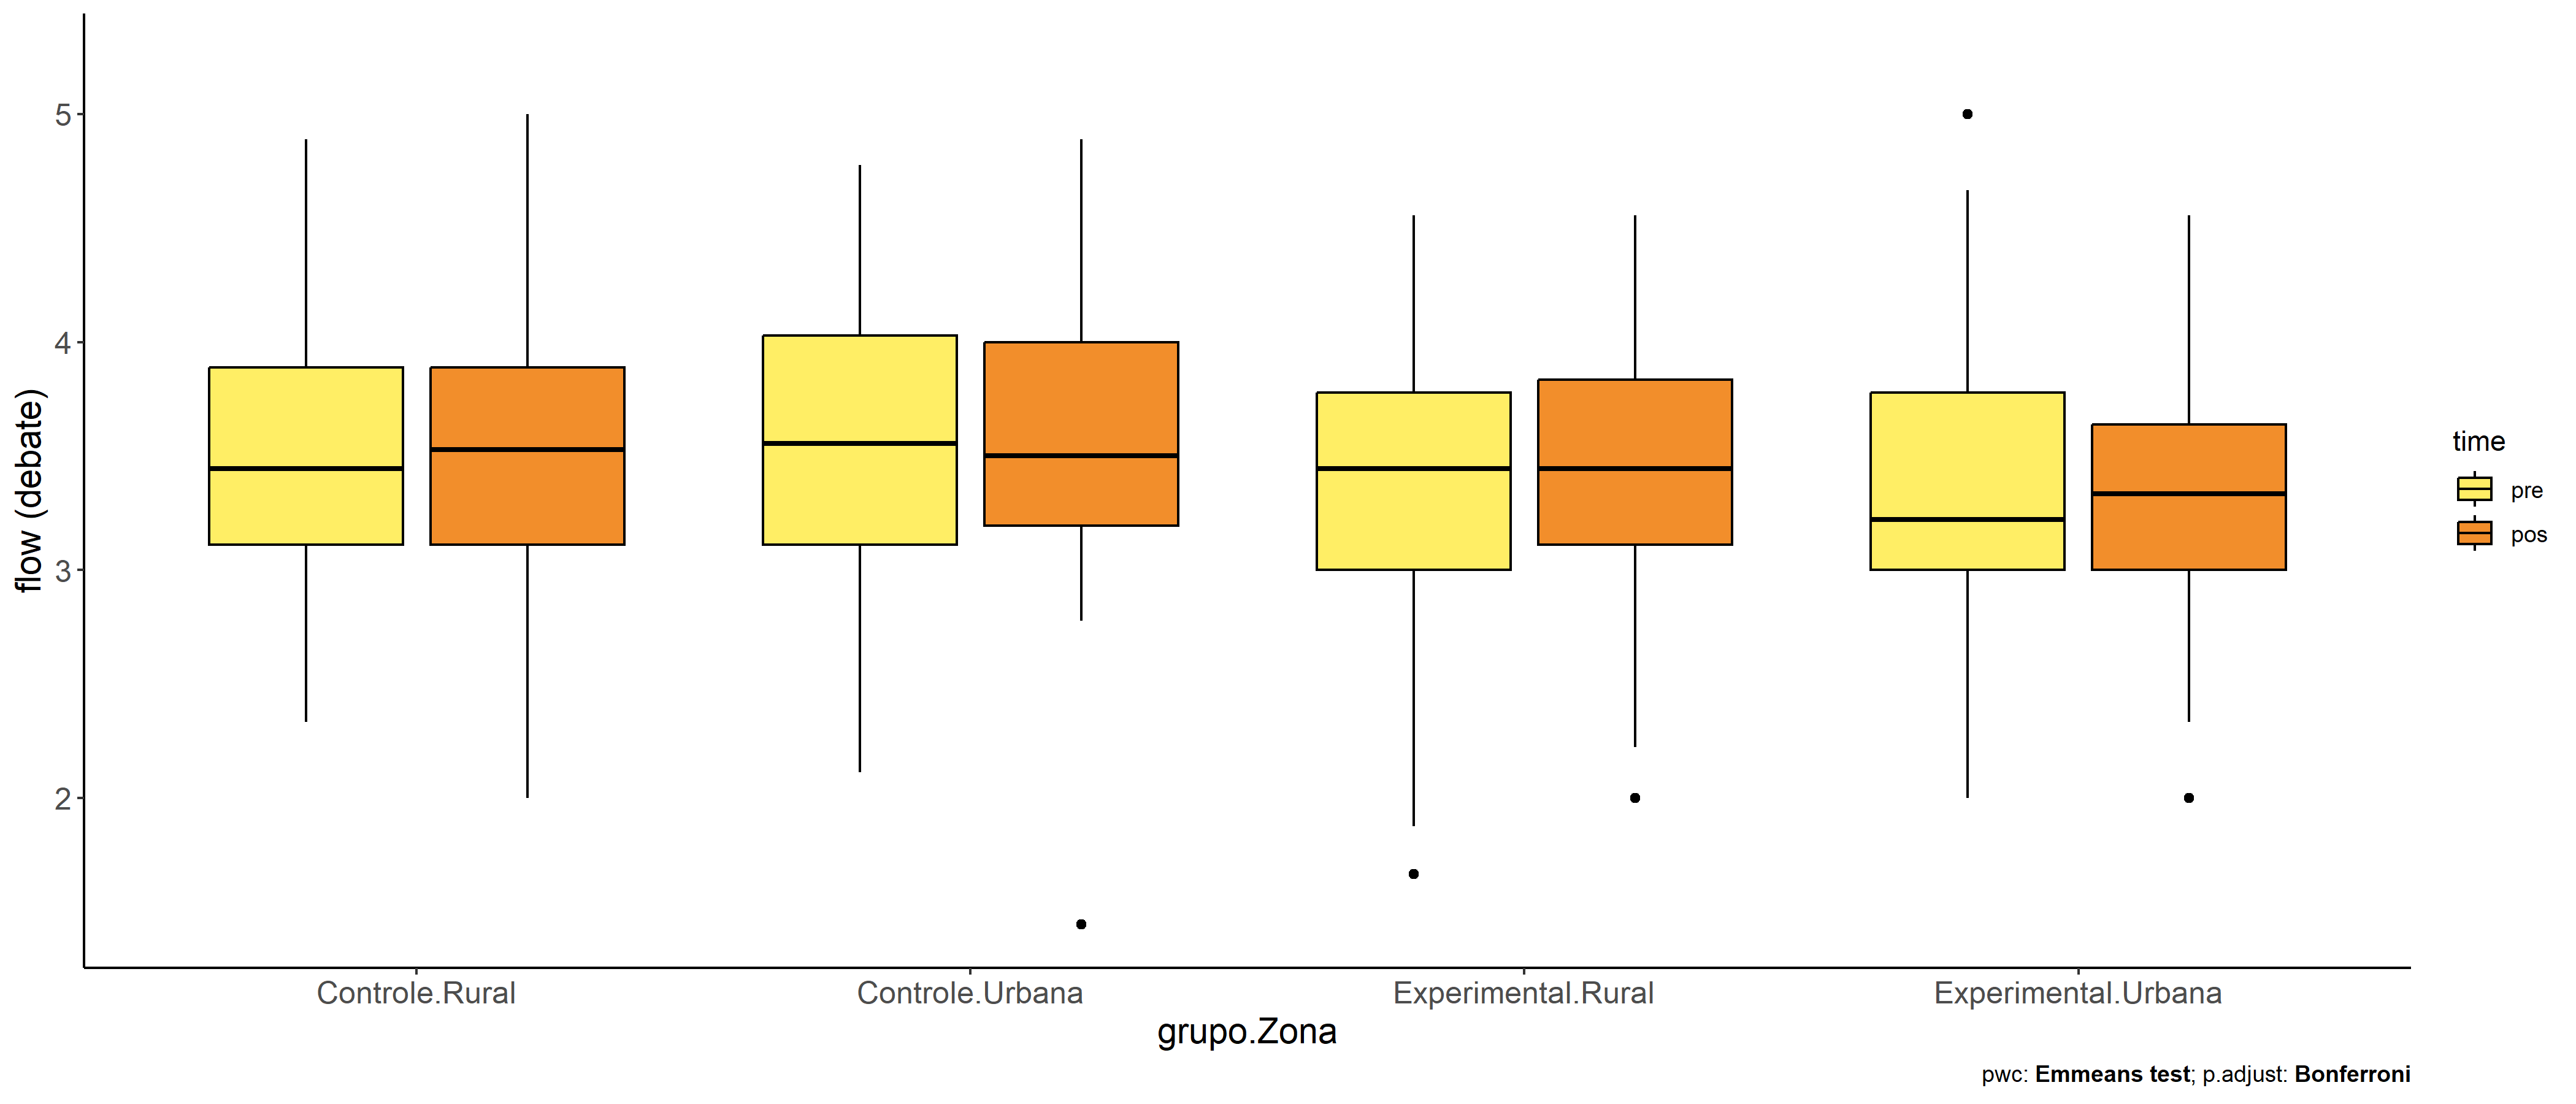 flow (debate)
5
4
3
2
Controle.Rural
Controle.Urbana
Experimental.Rural
Experimental.Urbana
grupo.Zona
time
pre
pos
pwc: Emmeans test; p.adjust: Bonferroni